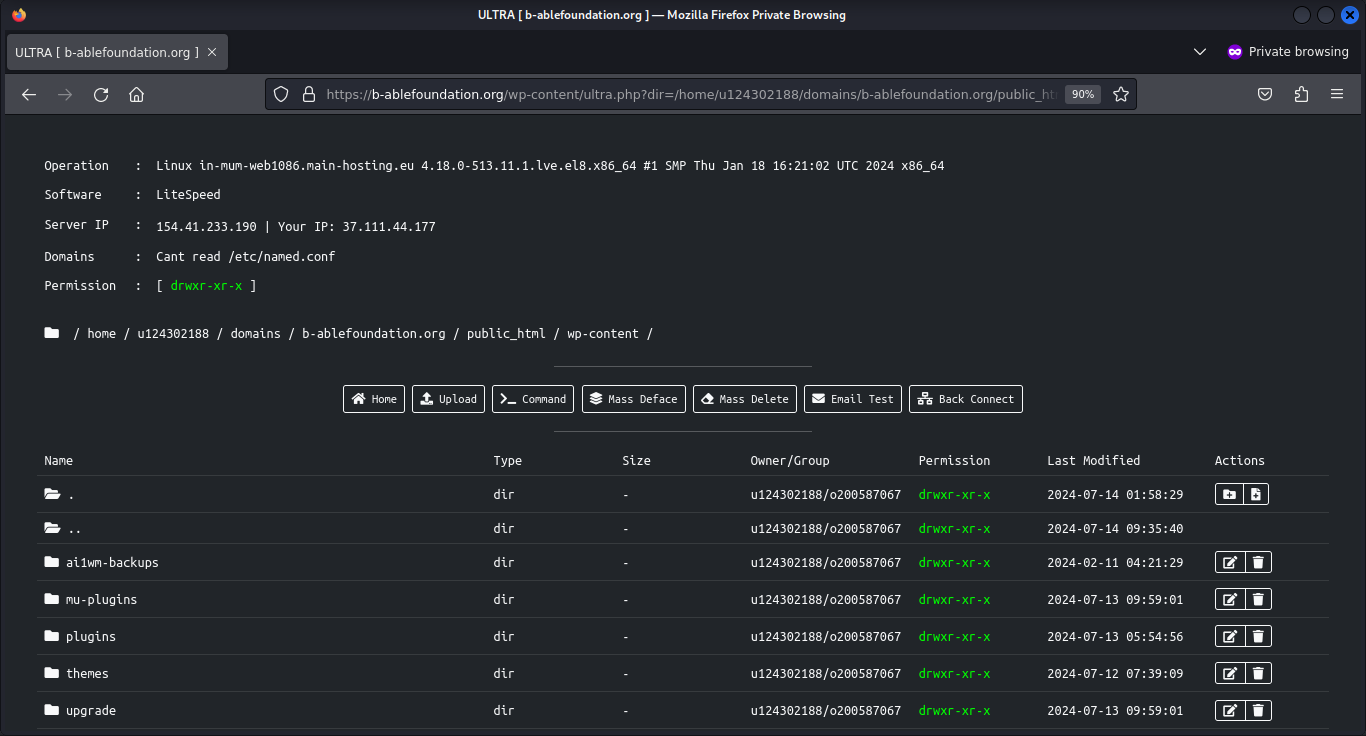 ULTRA [ b-ablefoundation.org ] — Mozilla Firefox Private Browsing
ULTRA [ b-ablefoundation.org ]
Private browsing
https://b-ablefoundation.org/wp-content/ultra.php?dir=/home/u124302188/domains/b-ablefoundation.org/public_ht 90%
Operation : Linux in-mum-web1086.main-hosting.eu 4.18.0-513.11.1.lve.el8.x86_64 #1 SMP Thu Jan 18 16:21:02 UTC 2024 x86_64
Software : LiteSpeed
Server IP : 154.41.233.190 | Your IP: 37.111.44.177
Domains : Cant read /etc/named.conf
Permission : [ drwxr-xr-x ]
/ home / u124302188 / domains / b-ablefoundation.org / public_html / wp-content /
Home Upload Command Mass Deface Mass Delete Email Test Back Connect
Name Type Size Owner/Group Permission Last Modified Actions
. dir - u124302188/o200587067 drwxr-xr-x 2024-07-14 01:58:29
.. dir - u124302188/o200587067 drwxr-xr-x 2024-07-14 09:35:40
ai1wm-backups dir - u124302188/o200587067 drwxr-xr-x 2024-02-11 04:21:29
mu-plugins dir - u124302188/o200587067 drwxr-xr-x 2024-07-13 09:59:01
plugins dir - u124302188/o200587067 drwxr-xr-x 2024-07-13 05:54:56
themes dir - u124302188/o200587067 drwxr-xr-x 2024-07-12 07:39:09
upgrade dir - u124302188/o200587067 drwxr-xr-x 2024-07-13 09:59:01